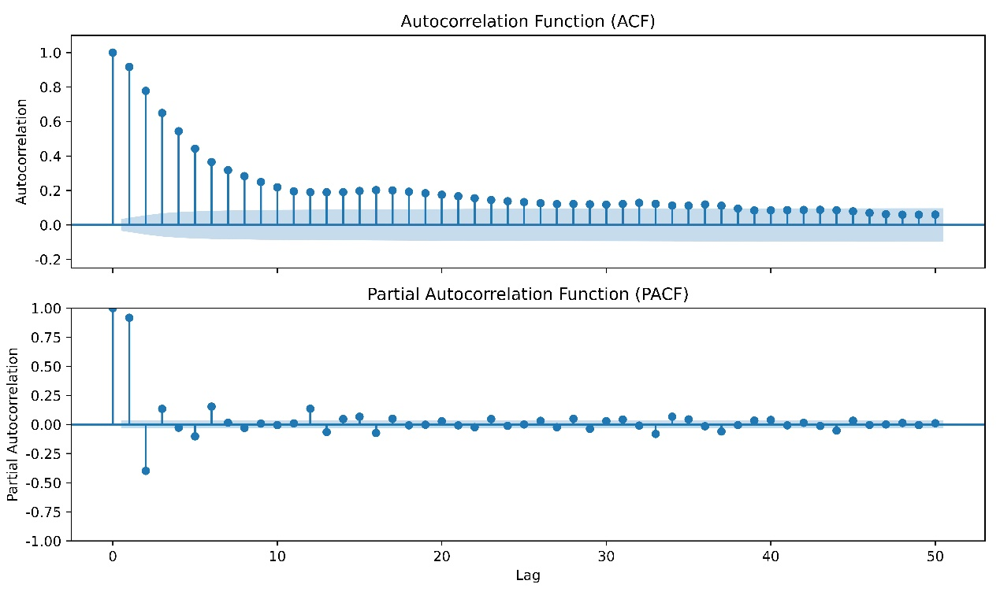 Autocorrelation Function (ACF)
Autocorrelation
1.0
0.8
0.6
0.4
0.2
0.0
-0.2
Partial Autocorrelation Function (PACF)
Partial Autocorrelation
1.00
0.75
0.50
0.25
0.00
-0.25
-0.50
-0.75
-1.00
0 10 20 30 40 50
Lag